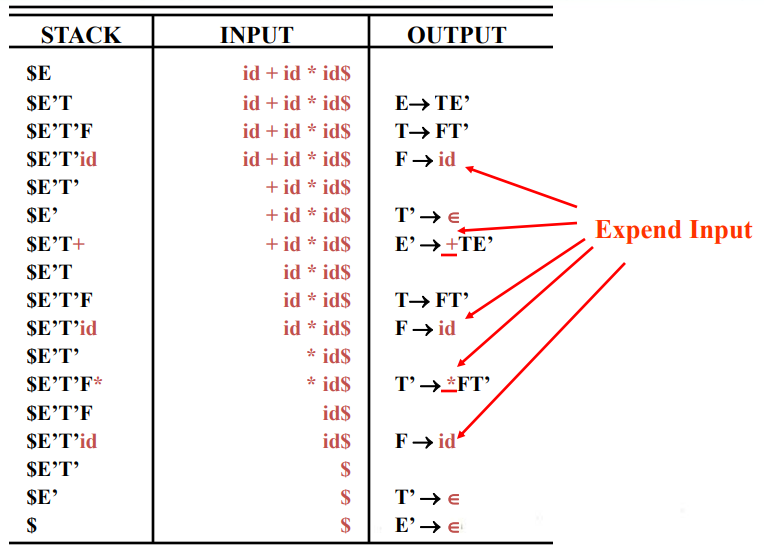 STACK INPUT OUTPUT
$E id + id * id$
$E’T id + id * id$ E→ TE’
$E’T’F id + id * id$ T→ FT’
$E’T’id id + id * id$ F → id
$E’T’ + id * id$
$E’ + id * id$ T’ → ∈
$E’T+ + id * id$ E’ → +TE’
Expend Input
$E’T id * id$
$E’T’F id * id$ T→ FT’
$E’T’id id * id$ F → id
$E’T’ * id$
$E’T’F* * id$ T’ → *FT’
$E’T’F id$
$E’T’id id$ F → id
$E’T’ $
$E’ $ T’ → ∈
$ $ E’ → ∈